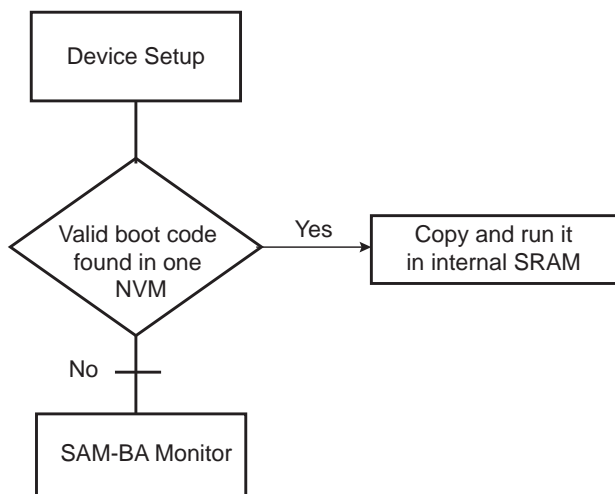 Device Setup
Valid boot code
found in one
NVM
Yes
Copy and run it
in internal SRAM
No
SAM-BA Monitor